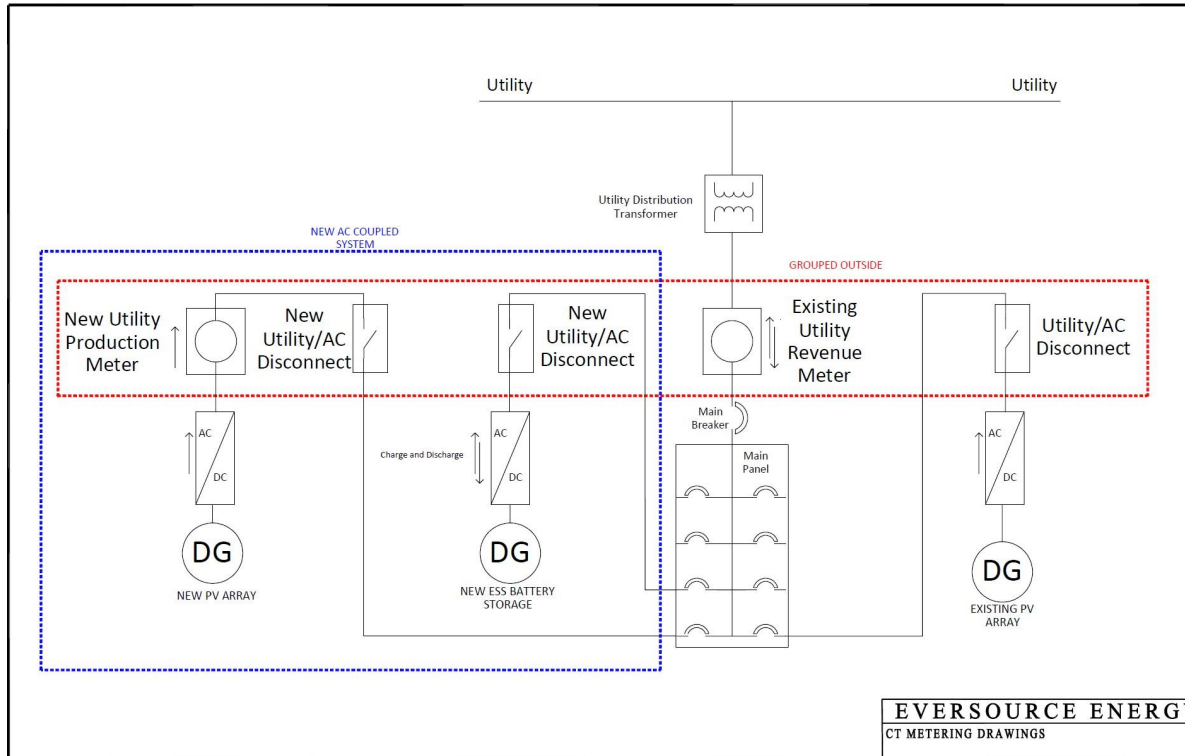 Utility
Utility
Utility Distribution
Transformer
NEW AC COUPLED
SYSTEM
GROUPED OUTSIDE
New Utility
Production
Meter
New
Utility/AC
Disconnect
New
Utility/AC
Disconnect
Existing
Utility
Revenue
Meter
Utility/AC
Disconnect
Main
Breaker
Main
Panel
AC
DC
Charge and Discharge
AC
DC
AC
DC
DG
NEW PV ARRAY
DG
NEW ESS BATTERY
STORAGE
DG
EXISTING PV
ARRAY
EVERSOURCE ENERGY
CT METERING DRAWINGS